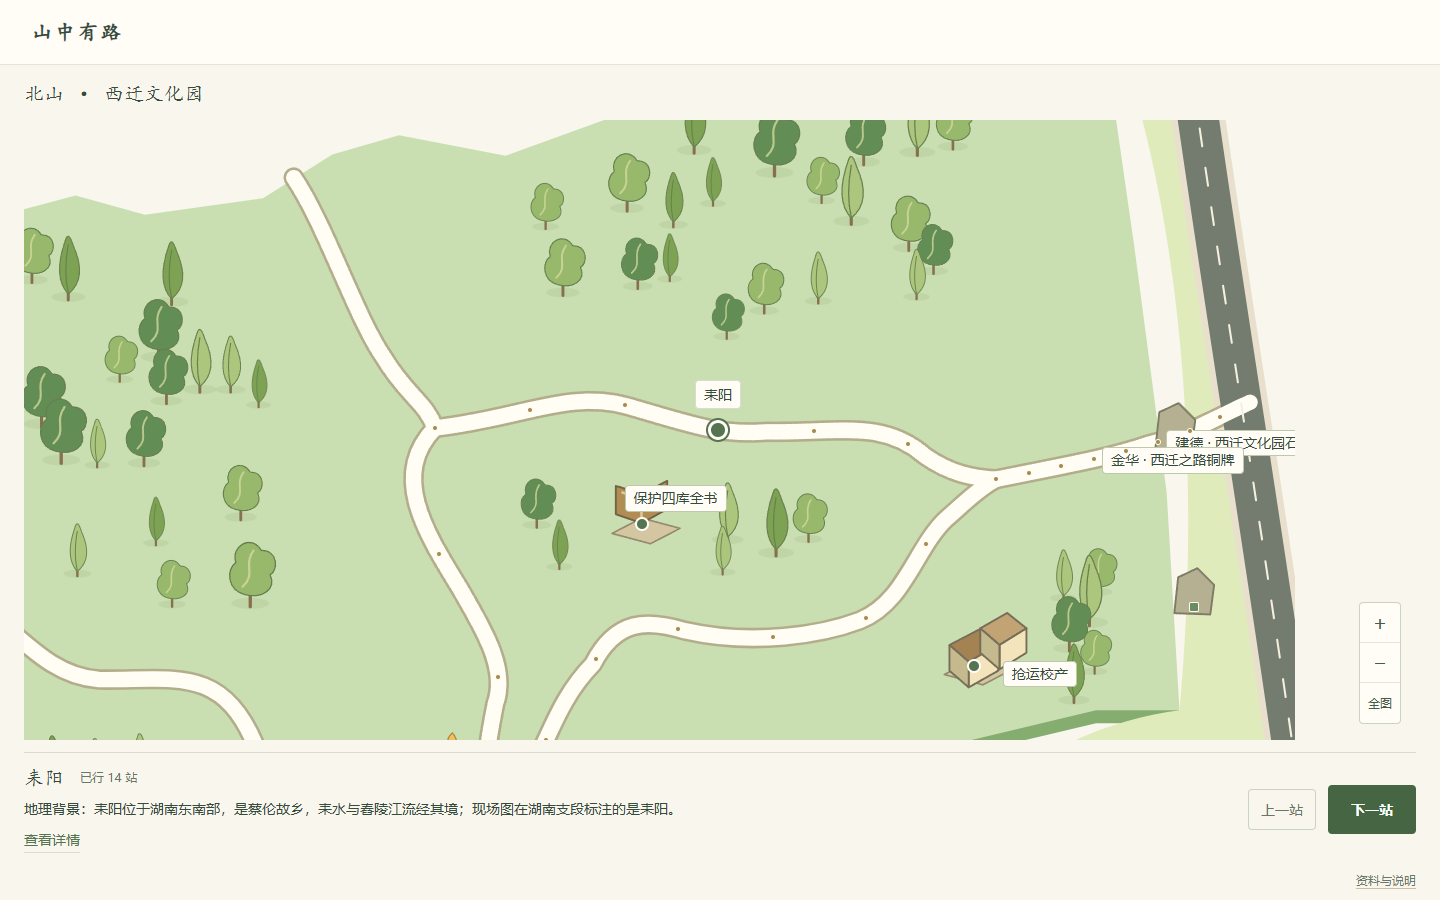 山中有路
北山 • 西迁文化园
耒阳
建德 · 西迁文化园石
金华 · 西迁之路铜牌
保护四库全书
抢运校产
+
−
全图
耒阳 已行 14 站
地理背景：耒阳位于湖南东南部，是蔡伦故乡，耒水与舂陵江流经其境；现场图在湖南支段标注的是耒阳。
查看详情
上一站
下一站
资料与说明